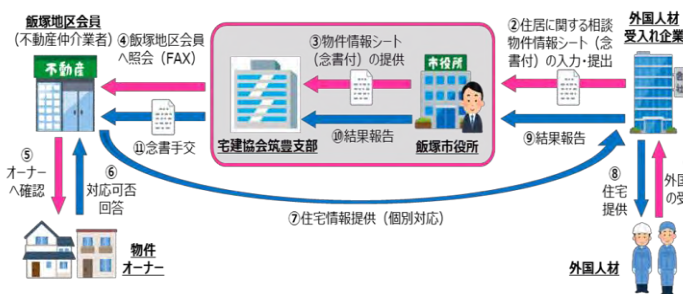 飯塚地区会員
(不動産仲介業者)
④飯塚地区会員
へ照会（FAX）
③物件情報シート
（念書付）の提供
②住居に関する相談
物件情報シート（念
書付）の入力・提出
外国人材
受入れ企業
不動産
市役所
⑪念書手交
宅建協会筑豊支部
⑩結果報告
飯塚市役所
⑨結果報告
⑤
オーナー
へ確認
⑥
対応可否
回答
⑦住宅情報提供（個別対応）
⑧
住宅
提供
外国
の受
物件
オーナー
外国人材